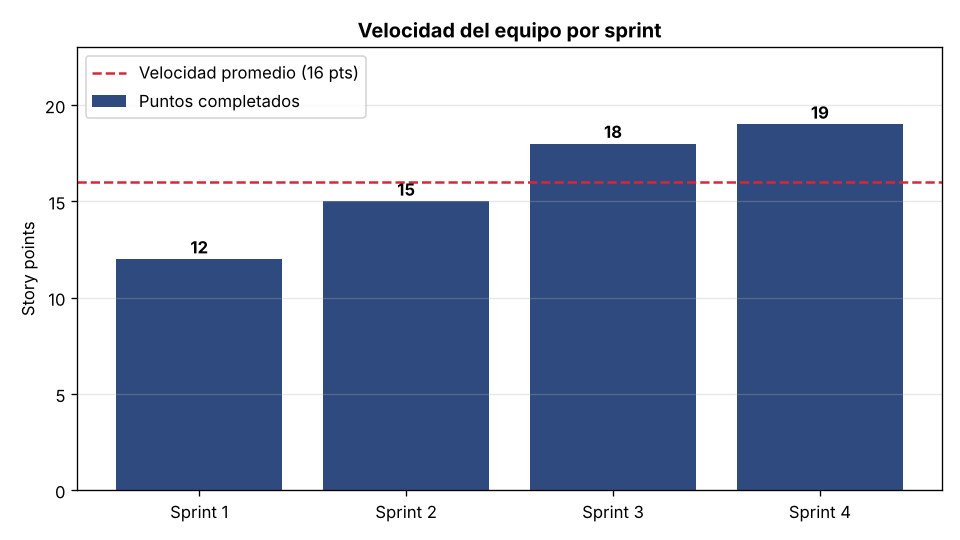 Velocidad del equipo por sprint
Velocidad promedio (16 pts)
Puntos completados
Story points
20
15
10
5
0
12
15
18
19
Sprint 1
Sprint 2
Sprint 3
Sprint 4